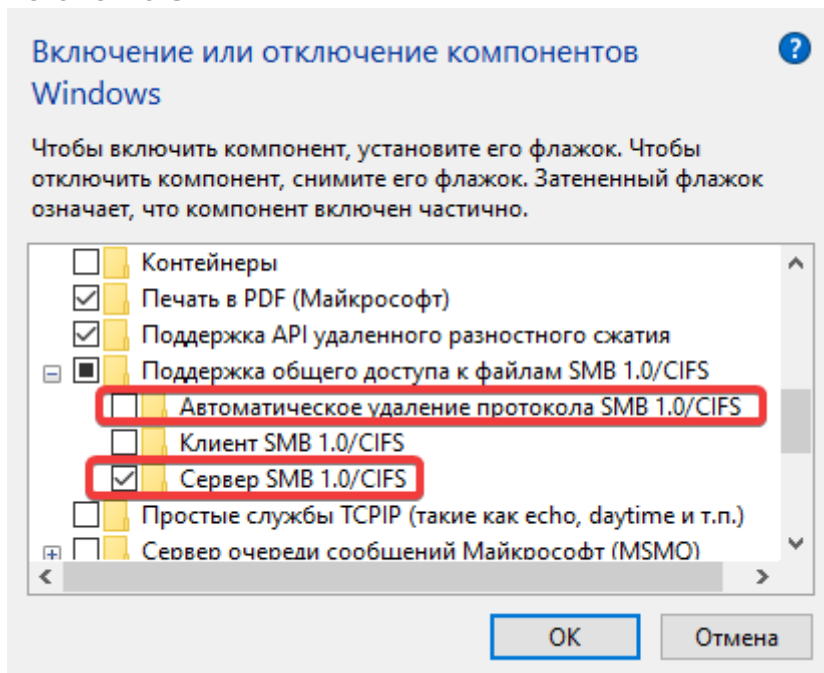 Включение или отключение компонентов
Windows
?
Чтобы включить компонент, установите его флажок. Чтобы
отключить компонент, снимите его флажок. Затененный флажок
означает, что компонент включен частично.
Контейнеры
Печать в PDF (Майкрософт)
Поддержка API удаленного разностного сжатия
Поддержка общего доступа к файлам SMB 1.0/CIFS
Автоматическое удаление протокола SMB 1.0/CIFS
Клиент SMB 1.0/CIFS
Сервер SMB 1.0/CIFS
Простые службы TCPIP (такие как echo, daytime и т.п.)
Сервер очереди сообщений Майкрософт (MSMQ)
ОК
Отмена